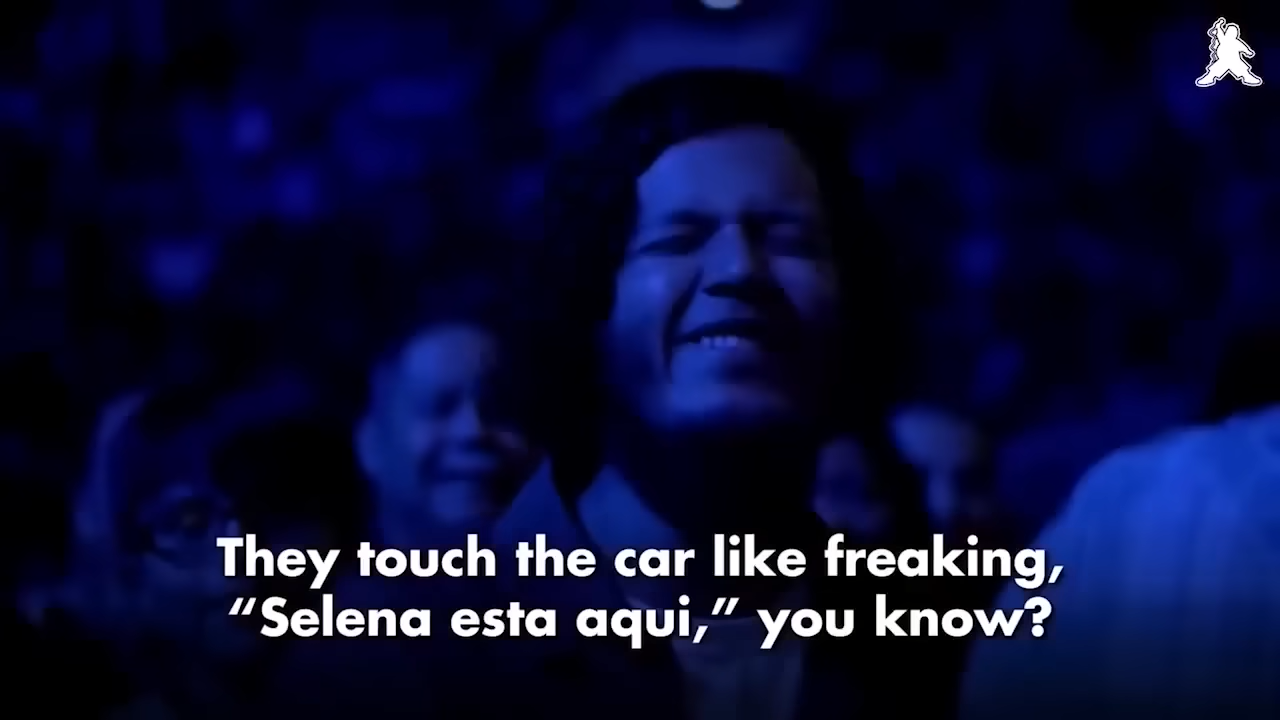 They touch the car like freaking,
“Selena esta aqui,” you know?